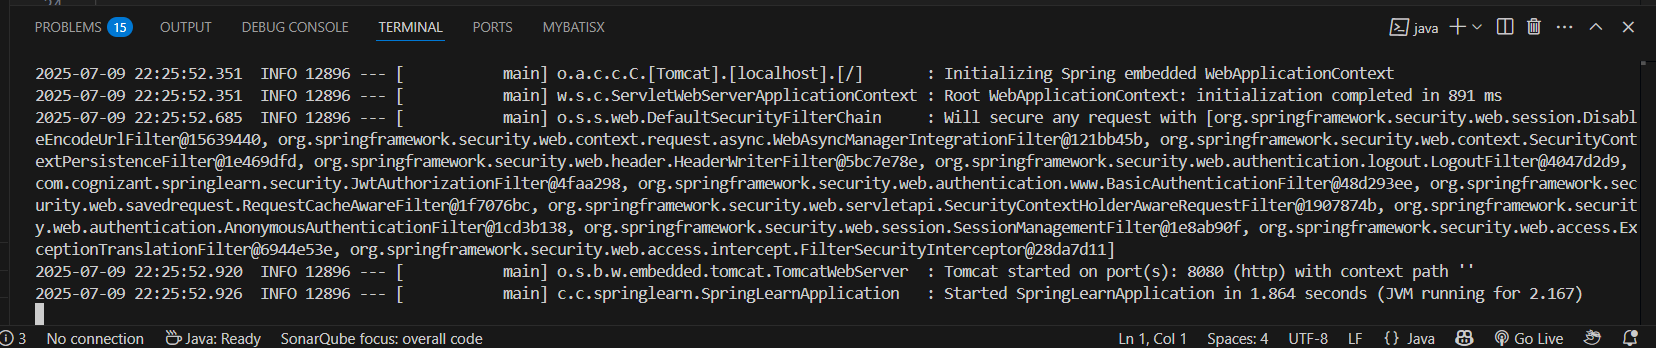 24
PROBLEMS 15 OUTPUT DEBUG CONSOLE TERMINAL PORTS MYBATISX java
2025-07-09 22:25:52.351  INFO 12896 --- [           main] o.a.c.c.C.[Tomcat].[localhost].[/]       : Initializing Spring embedded WebApplicationContext
2025-07-09 22:25:52.351  INFO 12896 --- [           main] w.s.c.ServletWebServerApplicationContext : Root WebApplicationContext: initialization completed in 891 ms
2025-07-09 22:25:52.685  INFO 12896 --- [           main] o.s.s.web.DefaultSecurityFilterChain     : Will secure any request with [org.springframework.security.web.session.Disabl
eEncodeUrlFilter@15639440, org.springframework.security.web.context.request.async.WebAsyncManagerIntegrationFilter@121bb45b, org.springframework.security.web.context.SecurityCont
extPersistenceFilter@1e469dfd, org.springframework.security.web.header.HeaderWriterFilter@5bc7e78e, org.springframework.security.web.authentication.logout.LogoutFilter@4047d2d9,
com.cognizant.springlearn.security.JwtAuthorizationFilter@4faa298, org.springframework.security.web.authentication.www.BasicAuthenticationFilter@48d293ee, org.springframework.sec
urity.web.savedrequest.RequestCacheAwareFilter@1f7076bc, org.springframework.security.web.servletapi.SecurityContextHolderAwareRequestFilter@1907874b, org.springframework.securit
y.web.authentication.AnonymousAuthenticationFilter@1cd3b138, org.springframework.security.web.session.SessionManagementFilter@1e8ab90f, org.springframework.security.web.access.Ex
ceptionTranslationFilter@6944e53e, org.springframework.security.web.access.intercept.FilterSecurityInterceptor@28da7d11]
2025-07-09 22:25:52.920  INFO 12896 --- [           main] o.s.b.w.embedded.tomcat.TomcatWebServer  : Tomcat started on port(s): 8080 (http) with context path ''
2025-07-09 22:25:52.926  INFO 12896 --- [           main] c.c.springlearn.SpringLearnApplication   : Started SpringLearnApplication in 1.864 seconds (JVM running for 2.167)
3 No connection Java: Ready SonarQube focus: overall code Ln 1, Col 1 Spaces: 4 UTF-8 LF {} Java Go Live